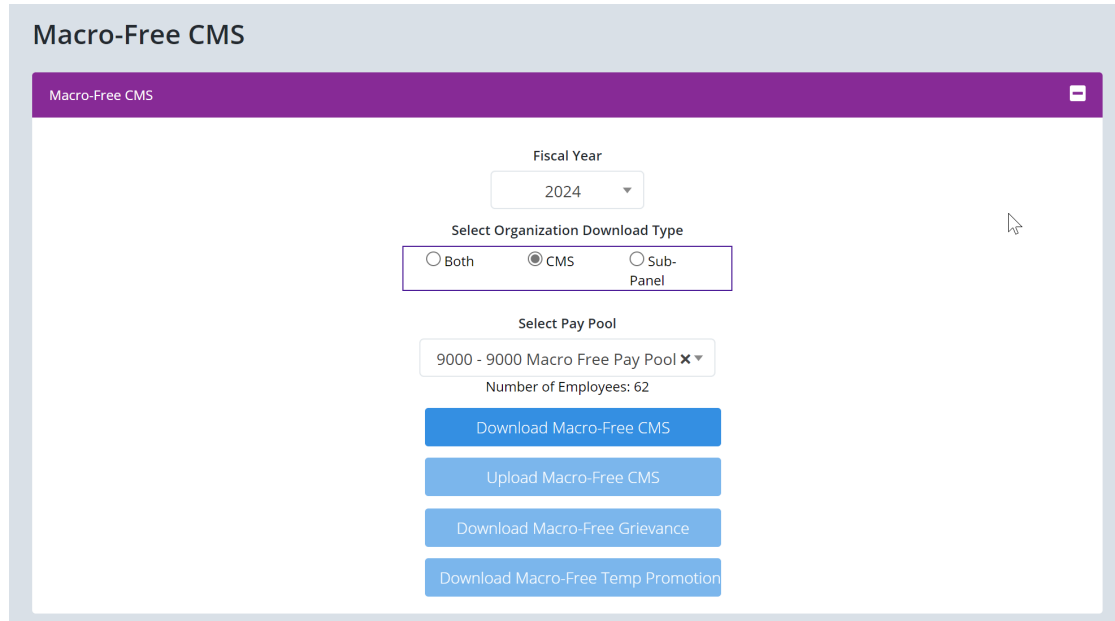 Macro-Free CMS
Macro-Free CMS
Fiscal Year
2024
Select Organization Download Type
Both CMS Sub-
Panel
Select Pay Pool
9000 - 9000 Macro Free Pay Pool
Number of Employees: 62
Download Macro-Free CMS
Upload Macro-Free CMS
Download Macro-Free Grievance
Download Macro-Free Temp Promotion